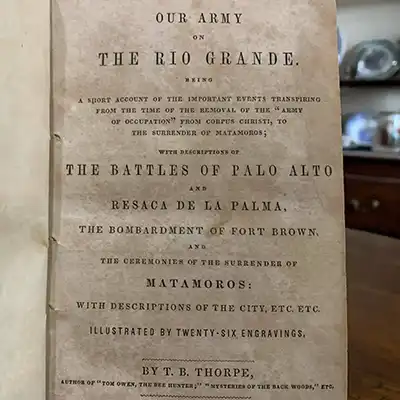 OUR ARMY
ON
THE RIO GRANDE.
BEING
A SHORT ACCOUNT OF THE IMPORTANT EVENTS TRANSPIRING
FROM THE TIME OF THE REMOVAL OF THE "ARMY
OF OCCUPATION" FROM CORPUS CHRISTI, TO
THE SURRENDER OF MATAMOROS;
WITH DESCRIPTIONS OF
THE BATTLES OF PALO ALTO
AND
RESACA DE LA PALMA,
THE BOMBARDMENT OF FORT BROWN,
AND
THE CEREMONIES OF THE SURRENDER OF
MATAMOROS:
WITH DESCRIPTIONS OF THE CITY, ETC. ETC.
ILLUSTRATED BY TWENTY-SIX ENGRAVINGS.
BY T. B. THORPE,
AUTHOR OF "TOM OWEN, THE BEE HUNTER;" "MYSTERIES OF THE BACK WOODS," ETC.